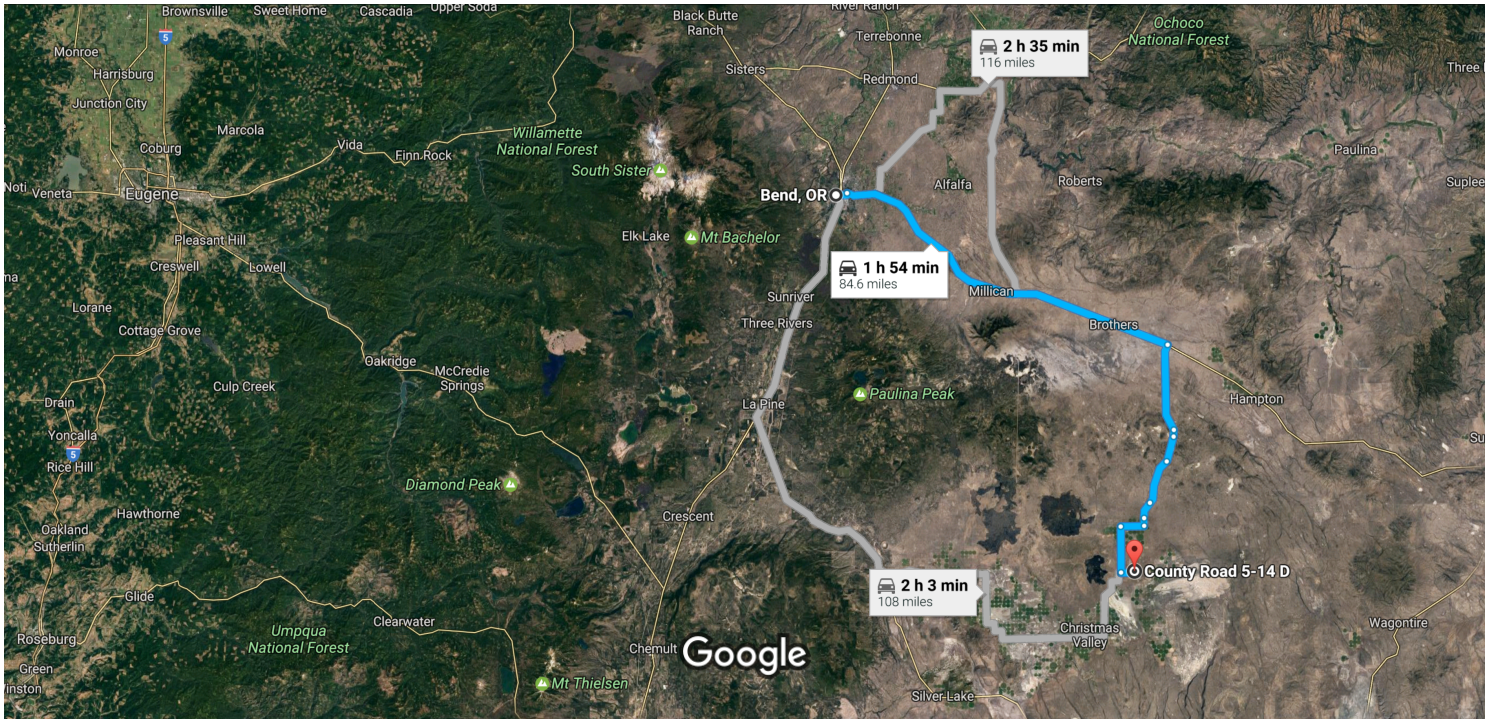 Brownsville
Sweet Home
Cascadia
Upper Soda
Black Butte
Ranch
River Ranch
Terrebonne
Ochoco
National Forest
5
Monroe
Harrisburg
Junction City
Sisters
Redmond
2 h 35 min
116 miles
Marcola
Coburg
Vida
Finn Rock
Willamette
National Forest
South Sister
Paulina
Noti
Veneta
Eugene
Bend, OR
Alfalfa
Roberts
Pleasant Hill
Elk Lake
Mt Bachelor
Creswell
Lowell
1 h 54 min
84.6 miles
Lorane
Sunriver
Millican
Cottage Grove
Three Rivers
Brothers
Oakridge
McCredie
Springs
Culp Creek
Paulina Peak
Drain
La Pine
Hampton
Yoncalla
5
Rice Hill
Diamond Peak
Hawthorne
Crescent
Oakland
Sutherlin
County Road 5-14 D
2 h 3 min
108 miles
Glide
Clearwater
Christmas
Valley
Wagontire
Roseburg
Umpqua
National Forest
Chemult
Google
Green
Mt Thielsen
Silver Lake